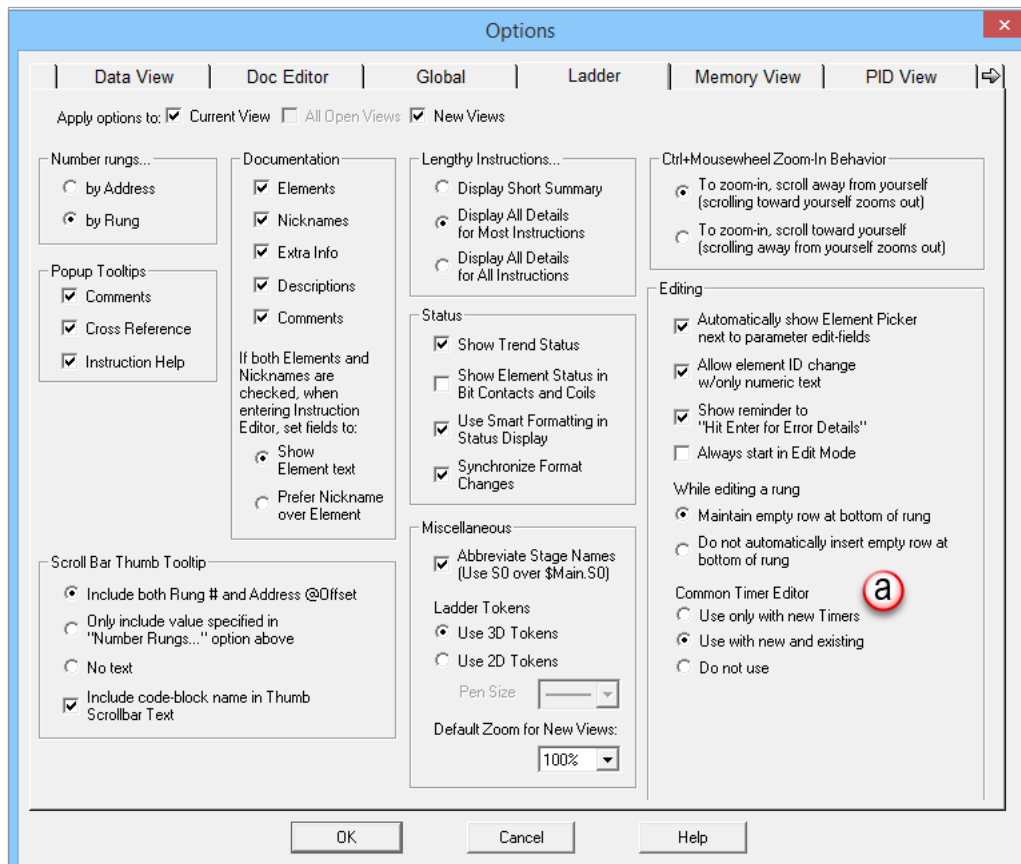 Options
Data View
Doc Editor
Global
Ladder
Memory View
PID View
Apply options to: Current View All Open Views New Views
Number rungs...
by Address
by Rung
Popup Tooltips
Comments
Cross Reference
Instruction Help
Documentation
Elements
Nicknames
Extra Info
Descriptions
Comments
If both Elements and
Nicknames are
checked, when
entering Instruction
Editor, set fields to:
Show
Element text
Prefer Nickname
over Element
Scroll Bar Thumb Tooltip
Include both Rung # and Address @Offset
Only include value specified in
"Number Rungs..." option above
No text
Include code-block name in Thumb
Scrollbar Text
Lengthy Instructions...
Display Short Summary
Display All Details
for Most Instructions
Display All Details
for All Instructions
Status
Show Trend Status
Show Element Status in
Bit Contacts and Coils
Use Smart Formatting in
Status Display
Synchronize Format
Changes
Miscellaneous
Abbreviate Stage Names
(Use S0 over $Main.S0)
Ladder Tokens
Use 3D Tokens
Use 2D Tokens
Pen Size
Default Zoom for New Views:
100%
Ctrl+Mousewheel Zoom-In Behavior
To zoom-in, scroll away from yourself
(scrolling toward yourself zooms out)
To zoom-in, scroll toward yourself
(scrolling away from yourself zooms out)
Editing
Automatically show Element Picker
next to parameter edit-fields
Allow element ID change
w/only numeric text
Show reminder to
"Hit Enter for Error Details"
Always start in Edit Mode
While editing a rung
Maintain empty row at bottom of rung
Do not automatically insert empty row at
bottom of rung
Common Timer Editor
a
Use only with new Timers
Use with new and existing
Do not use
OK
Cancel
Help